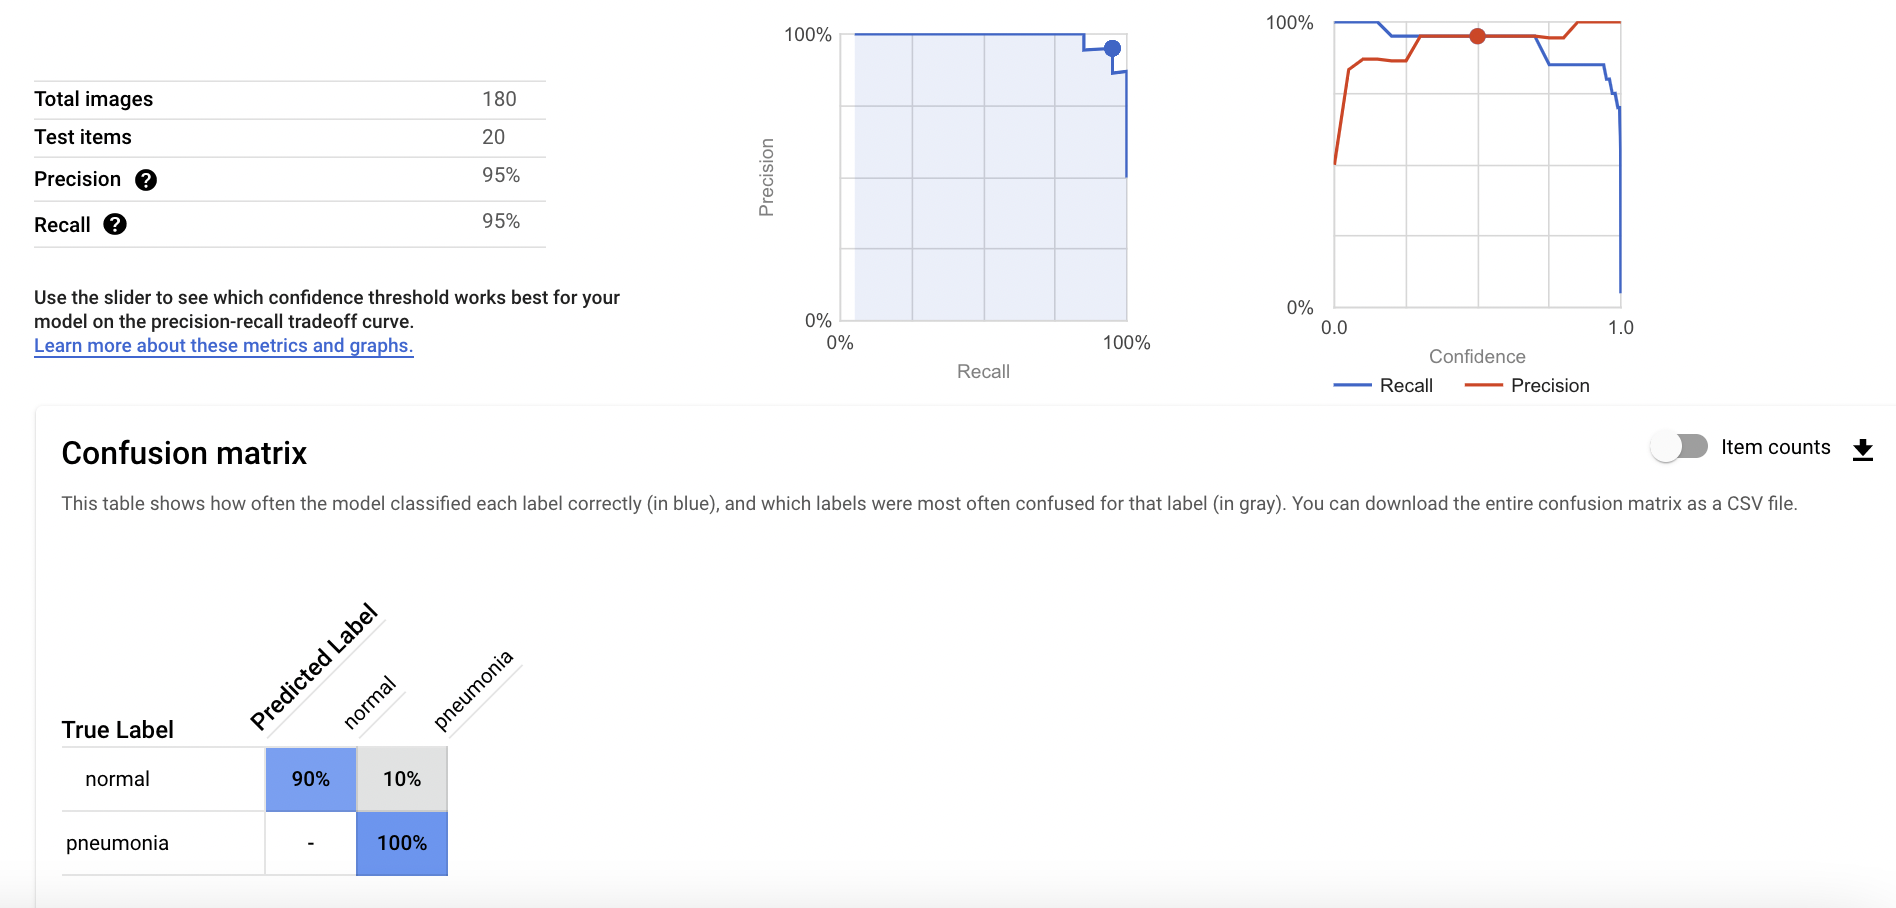 Total images 180
Test items 20
Precision ? 95%
Recall ? 95%
Use the slider to see which confidence threshold works best for your
model on the precision-recall tradeoff curve.
Learn more about these metrics and graphs.
100%
Precision
0%
0% 100%
Recall
100%
0%
0.0 1.0
Confidence
Recall Precision
Confusion matrix
Item counts
This table shows how often the model classified each label correctly (in blue), and which labels were most often confused for that label (in gray). You can download the entire confusion matrix as a CSV file.
True Label
Predicted Label
normal
pneumonia
normal 90% 10%
pneumonia - 100%